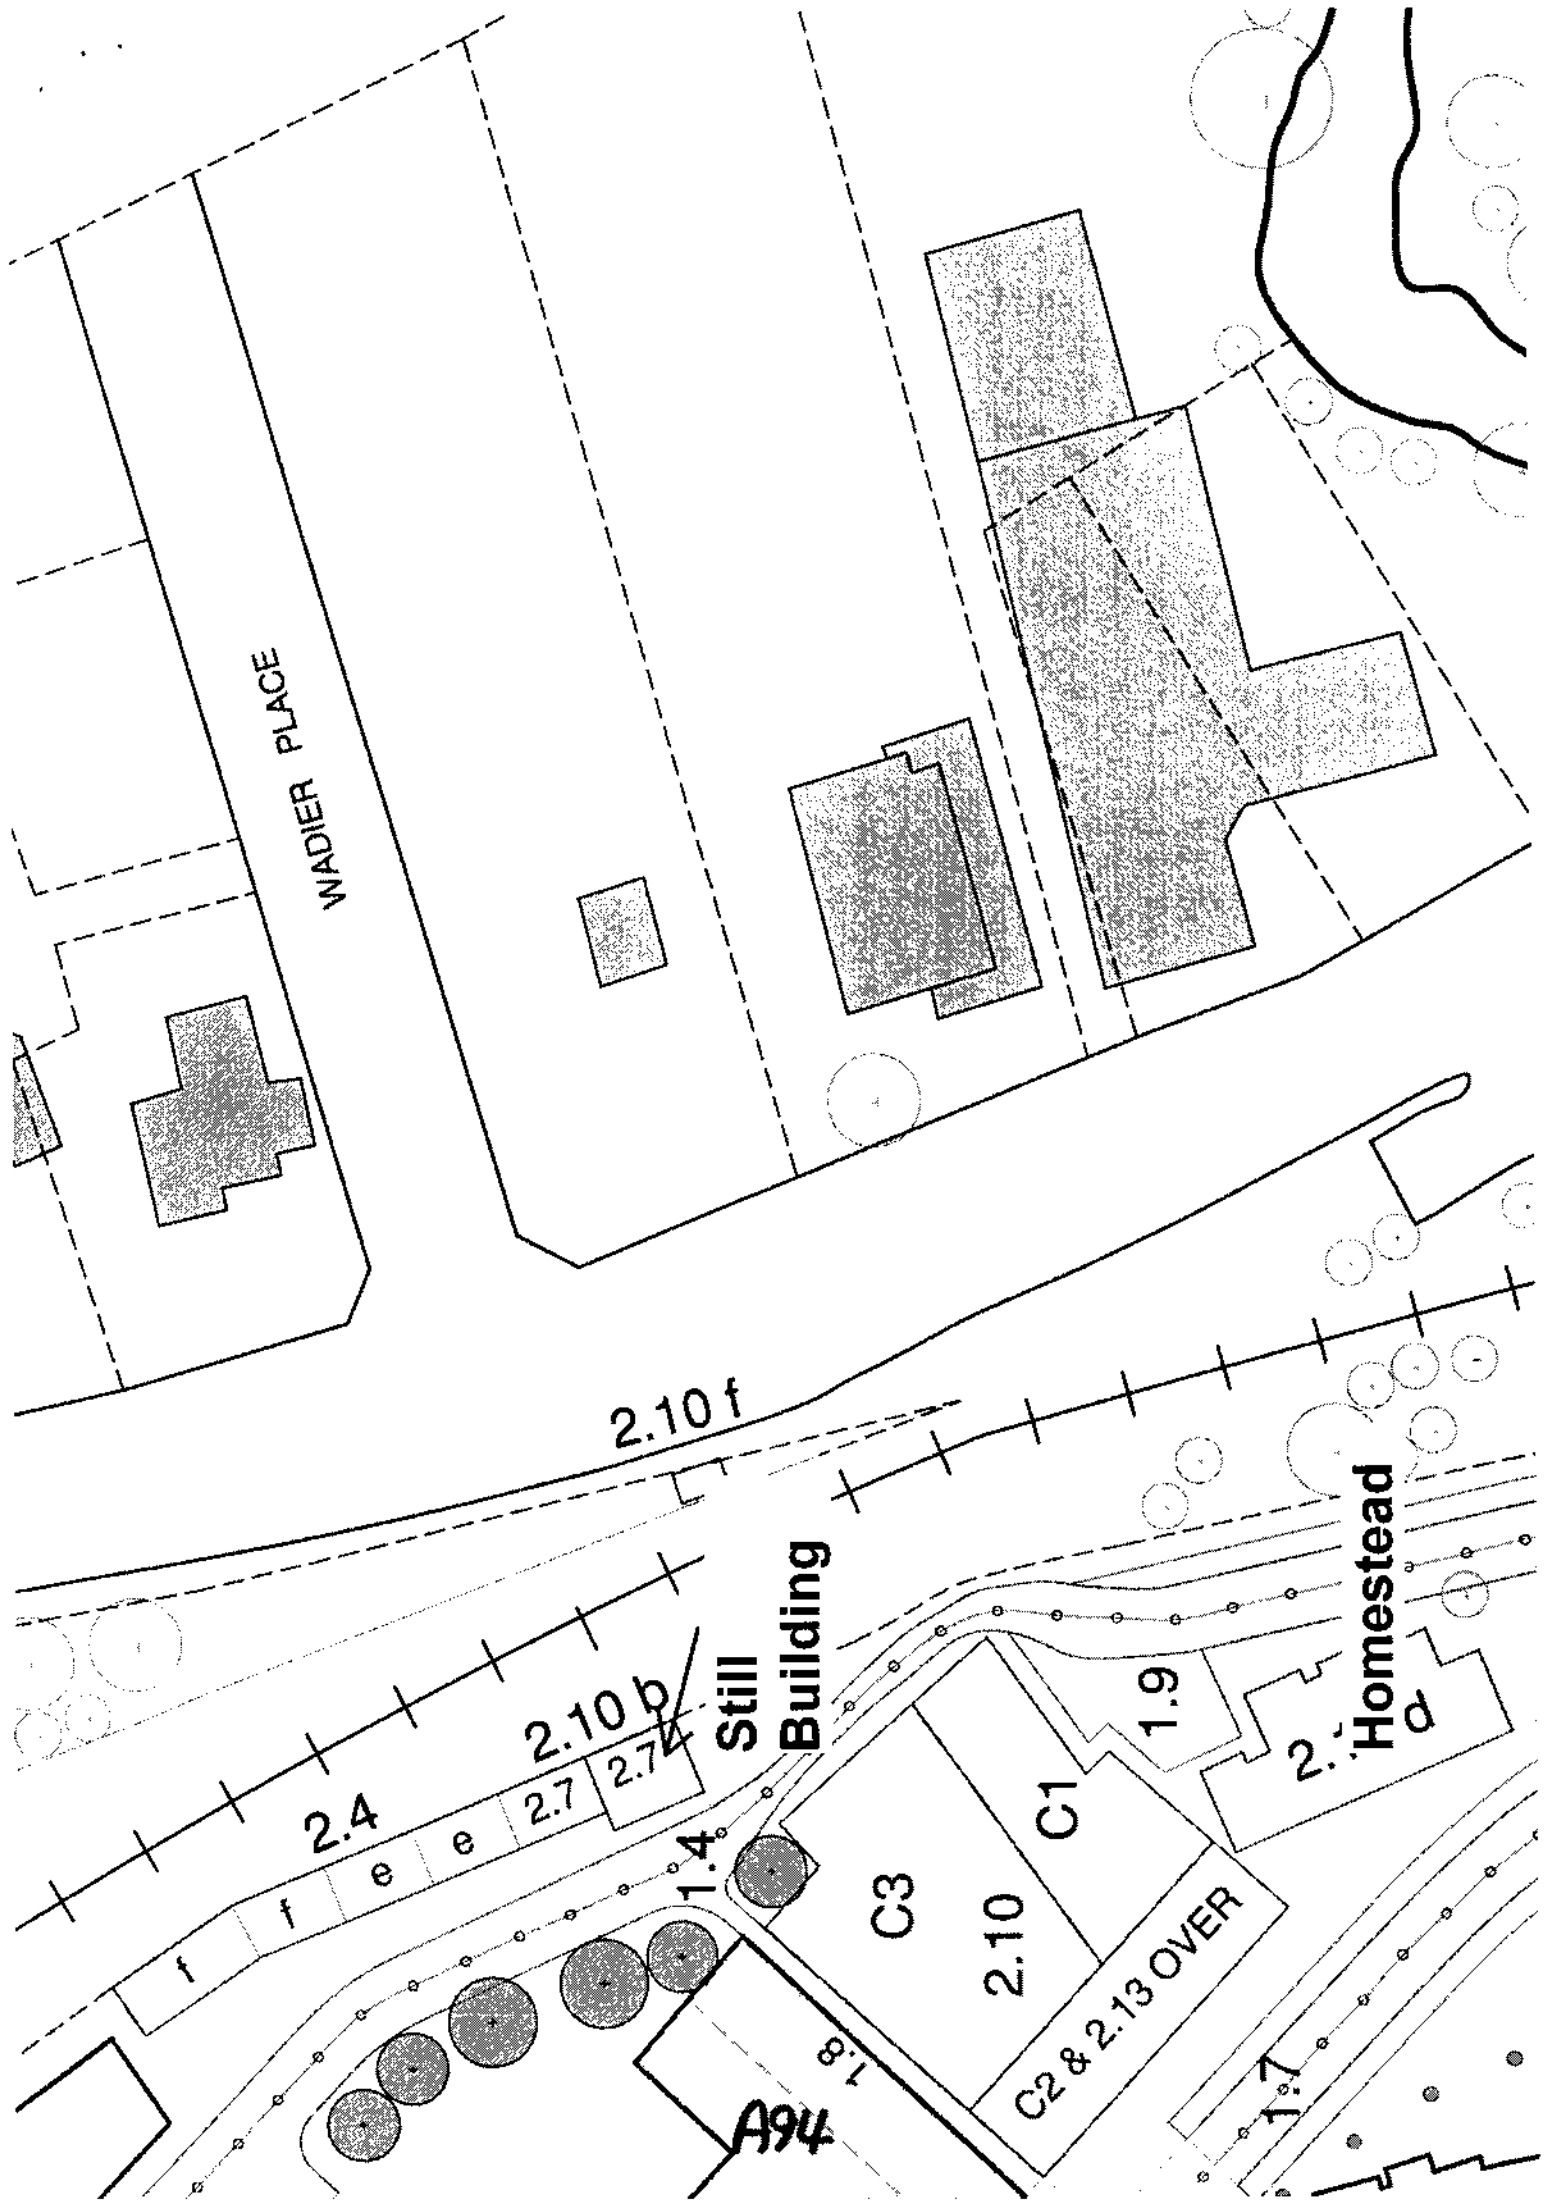 WADIER PLACE
2.10 f
Still
Building
Homestead
2.10 b
2.4
2.7
2.7
e
e
f
f
1.4
1.9
d
C1
C3
2.10
C2 & 2.13 OVER
1.8
1.7
A94